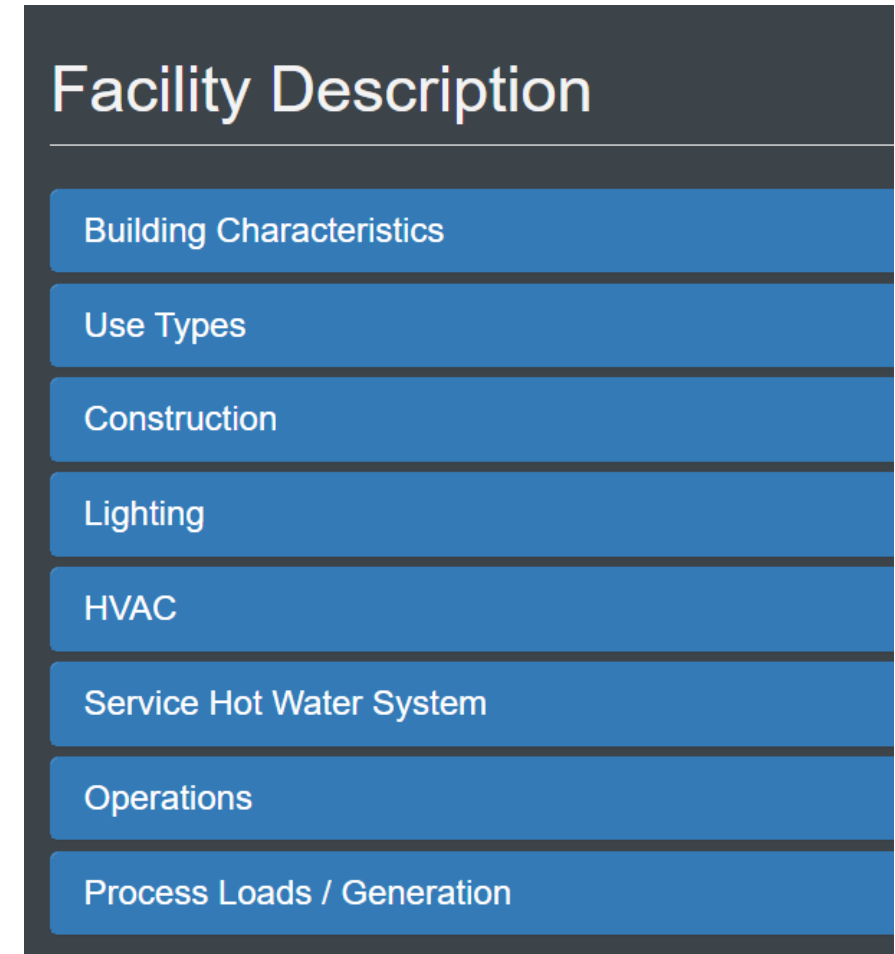 Facility Description
Building Characteristics
Use Types
Construction
Lighting
HVAC
Service Hot Water System
Operations
Process Loads / Generation